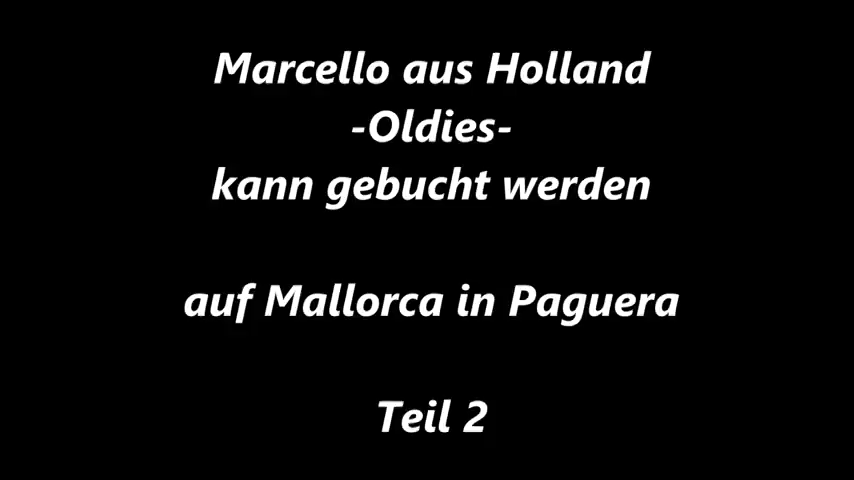 Marcello aus Holland
-Oldies-
kann gebucht werden
auf Mallorca in Paguera
Teil 2